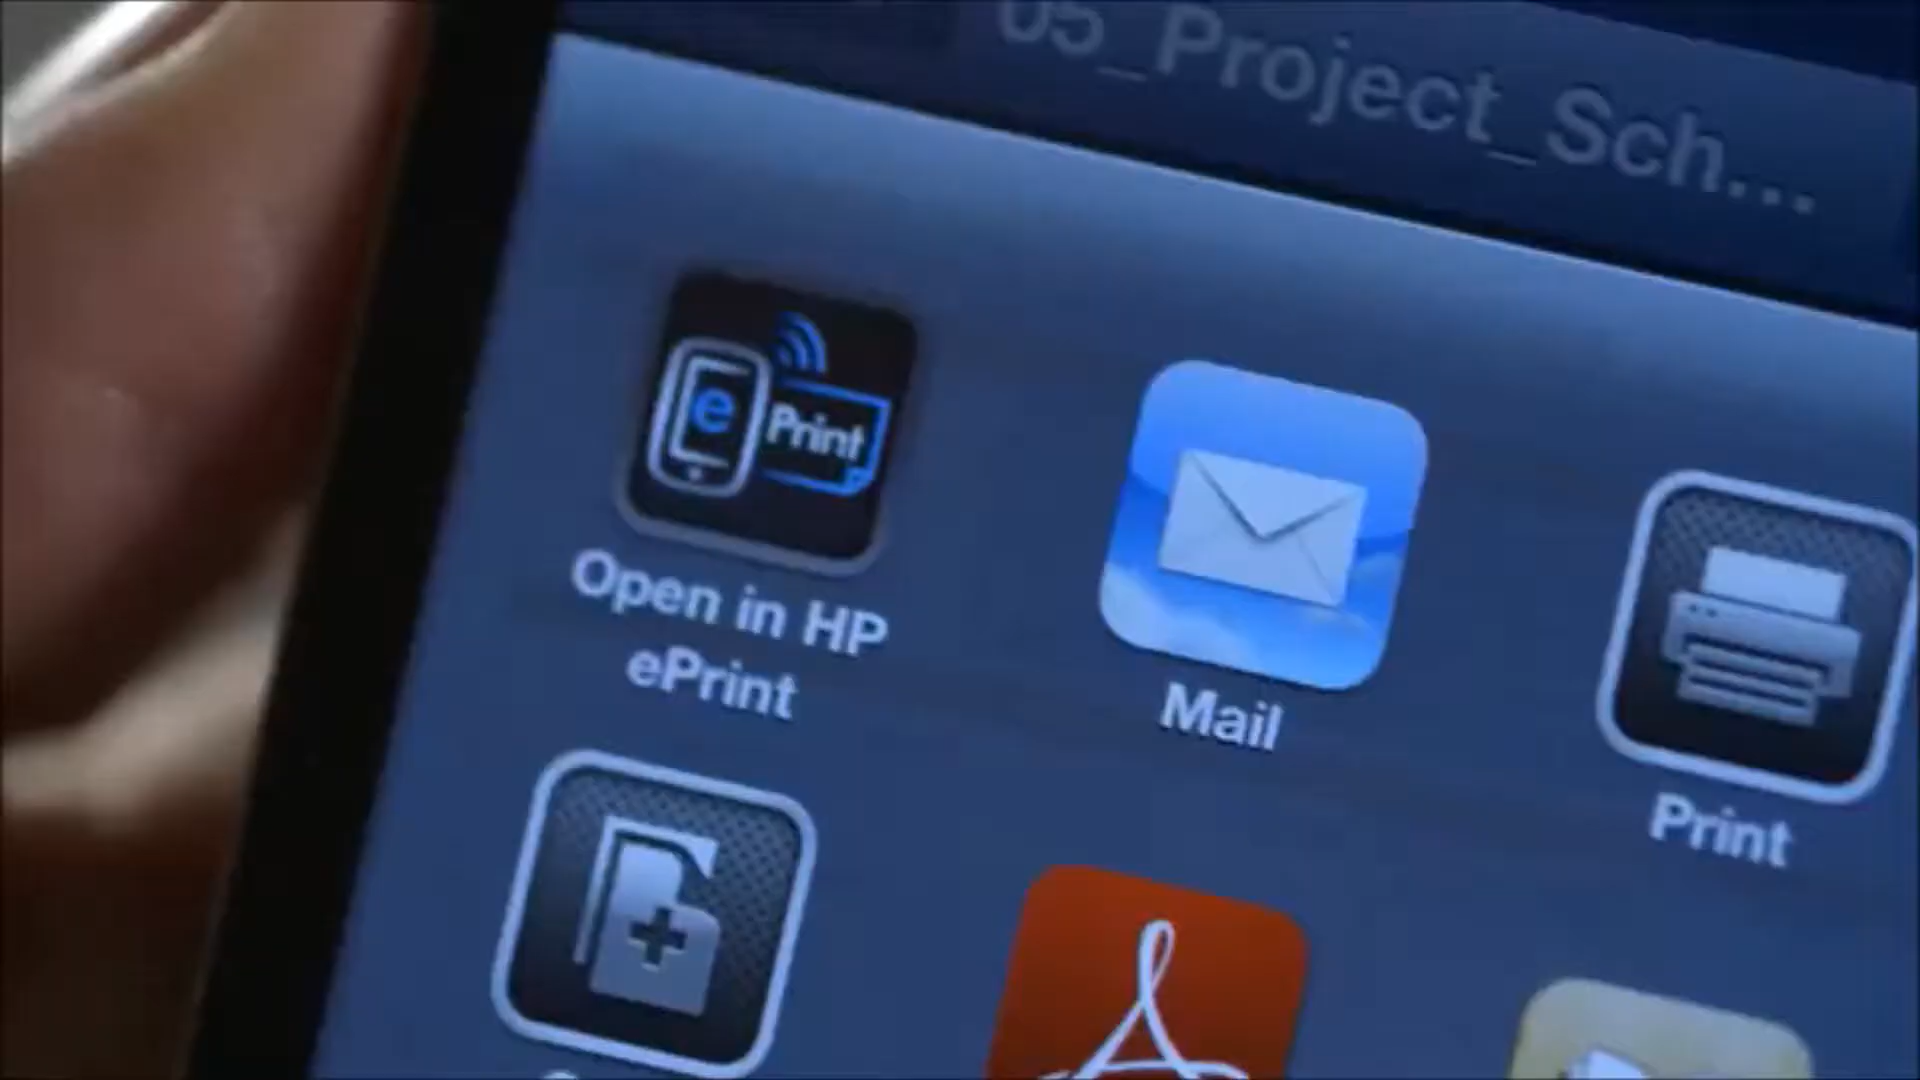 05_Project_Sch...
e Print
Open in HP
ePrint
Mail
Print